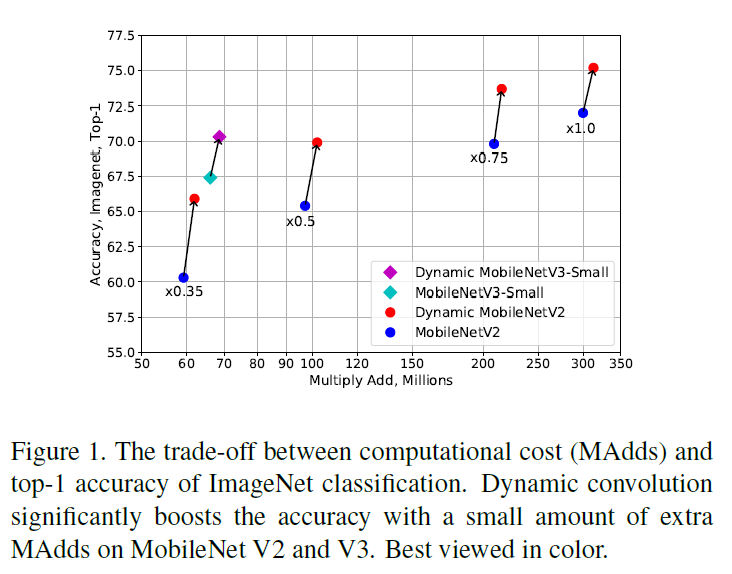 77.5
75.0
72.5
70.0
67.5
65.0
62.5
60.0
57.5
55.0
Accuracy, Imagenet, Top-1
x0.35
x0.5
x0.75
x1.0
Dynamic MobileNetV3-Small
MobileNetV3-Small
Dynamic MobileNetV2
MobileNetV2
50 60 70 80 90 100 120 150 200 250 300 350
Multiply Add, Millions
Figure 1. The trade-off between computational cost (MAdds) and
top-1 accuracy of ImageNet classification. Dynamic convolution
significantly boosts the accuracy with a small amount of extra
MAdds on MobileNet V2 and V3. Best viewed in color.